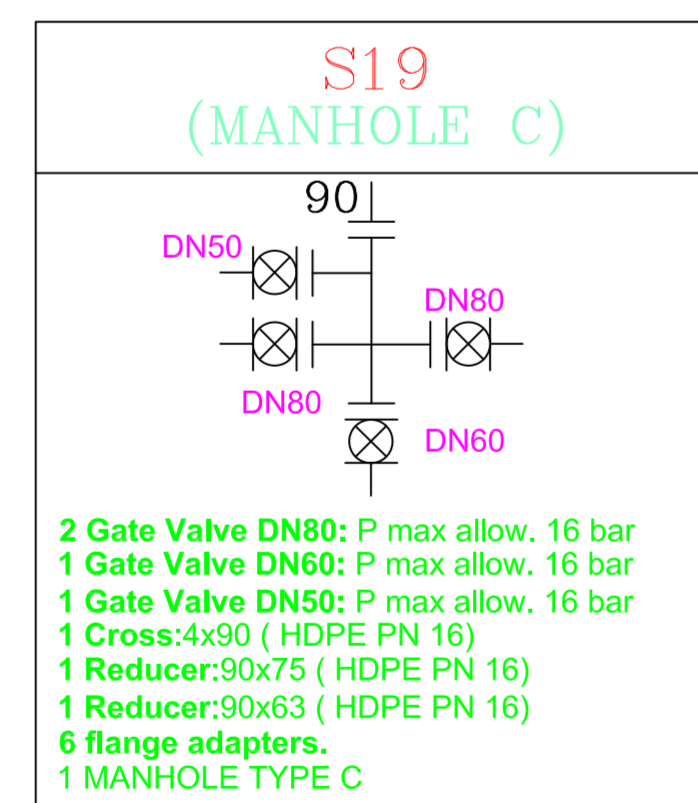 S19
(MANHOLE C)
90
DN50
DN80
DN80
DN60
2 Gate Valve DN80: P max allow. 16 bar
1 Gate Valve DN60: P max allow. 16 bar
1 Gate Valve DN50: P max allow. 16 bar
1 Cross:4x90 ( HDPE PN 16)
1 Reducer:90x75 ( HDPE PN 16)
1 Reducer:90x63 ( HDPE PN 16)
6 flange adapters.
1 MANHOLE TYPE C